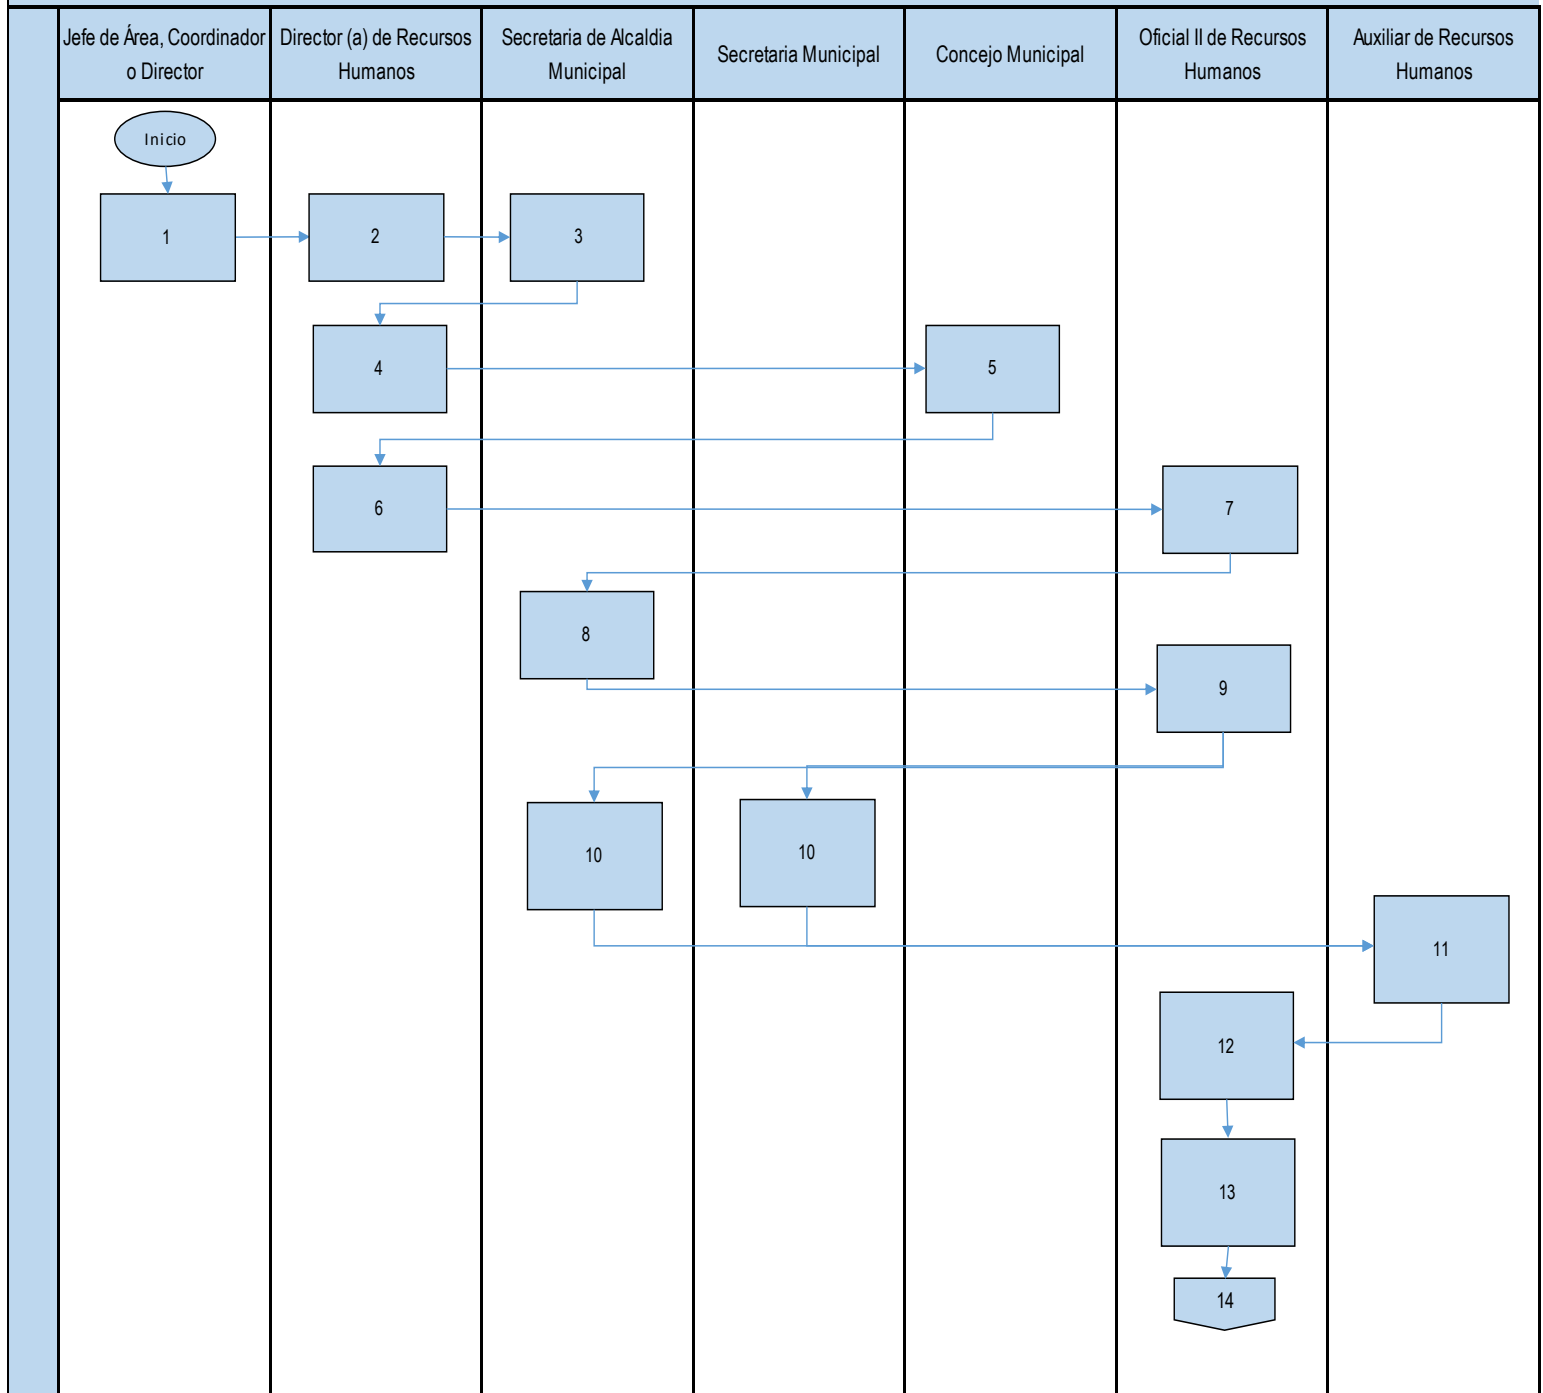 Jefe de Área, Coordinador
o Director
Director (a) de Recursos
Humanos
Secretaria de Alcaldia
Municipal
Secretaria Municipal
Concejo Municipal
Oficial II de Recursos
Humanos
Auxiliar de Recursos
Humanos
Inicio
1
2
3
4
5
6
7
8
9
10
10
11
12
13
14